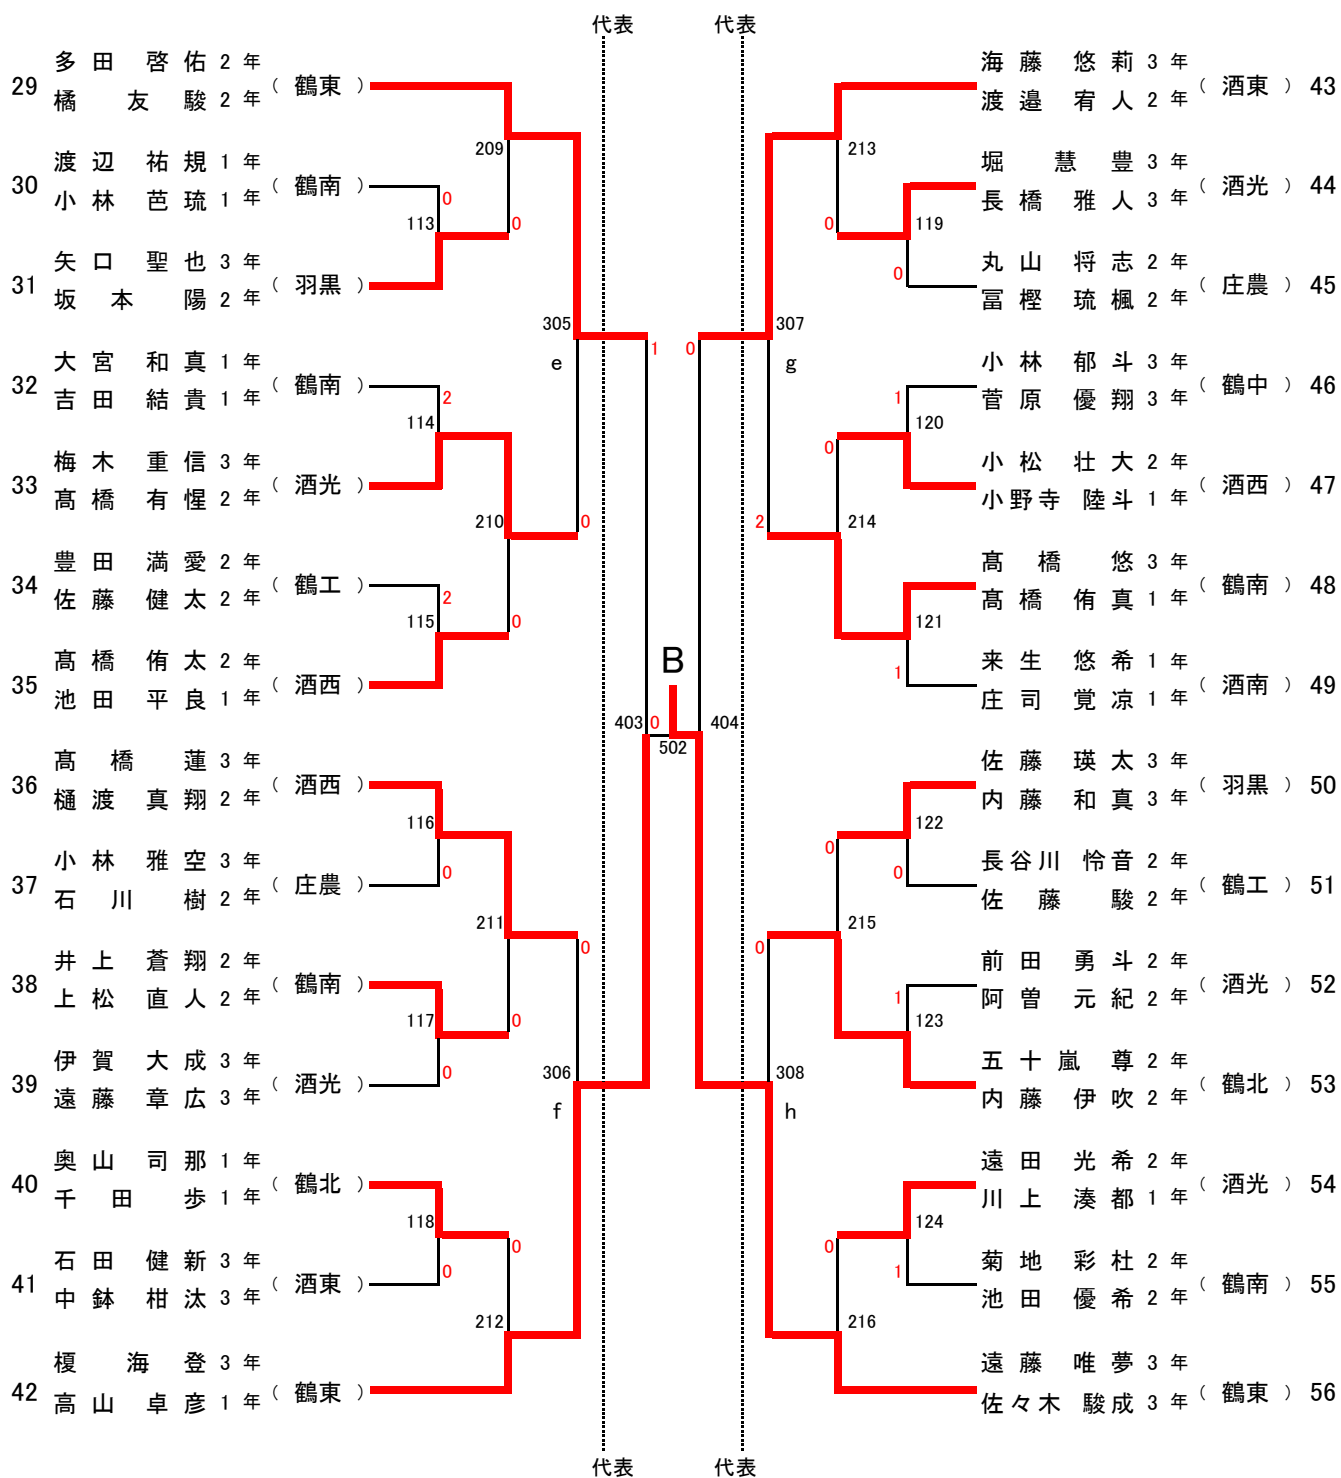 代表 代表
多田 啓佑 2 年
29 (鶴東)
橘 友駿 2 年
渡辺 祐規 1 年
30 (鶴南)
小林 芭琉 1 年
矢口 聖也 3 年
31 (羽黒)
坂本 陽 2 年
大宮 和真 1 年
32 (鶴南)
吉田 結貴 1 年
梅木 重信 3 年
33 (酒光)
髙橋 有惺 2 年
豊田 満愛 2 年
34 (鶴工)
佐藤 健太 2 年
髙橋 侑太 2 年
35 (酒西)
池田 平良 1 年
髙橋 蓮 3 年
36 (酒西)
樋渡 真翔 2 年
小林 雅空 3 年
37 (庄農)
石川 樹 2 年
井上 蒼翔 2 年
38 (鶴南)
上松 直人 2 年
伊賀 大成 3 年
39 (酒光)
遠藤 章広 3 年
奥山 司那 1 年
40 (鶴北)
千田 歩 1 年
石田 健新 3 年
41 (酒東)
中鉢 柑汰 3 年
榎 海登 3 年
42 (鶴東)
高山 卓彦 1 年
209
0
113
0
305
e
1
2
114
210
0
2
115
0
403
0
116
0
211
0
117
0
0
306
f
118
0
0
212
B
502
0
404
213
0
119
0
307
g
1
120
0
2
214
121
1
122
0
0
215
0
1
123
308
h
124
0
1
216
海藤 悠莉 3 年
(酒東) 43
渡邉 宥人 2 年
堀 慧豊 3 年
(酒光) 44
長橋 雅人 3 年
丸山 将志 2 年
(庄農) 45
冨樫 琉楓 2 年
小林 郁斗 3 年
(鶴中) 46
菅原 優翔 3 年
小松 壮大 2 年
(酒西) 47
小野寺 陸斗 1 年
髙橋 悠 3 年
(鶴南) 48
髙橋 侑真 1 年
来生 悠希 1 年
(酒南) 49
庄司 覚凉 1 年
佐藤 瑛太 3 年
(羽黒) 50
内藤 和真 3 年
長谷川 怜音 2 年
(鶴工) 51
佐藤 駿 2 年
前田 勇斗 2 年
(酒光) 52
阿曽 元紀 2 年
五十嵐 尊 2 年
(鶴北) 53
内藤 伊吹 2 年
遠田 光希 2 年
(酒光) 54
川上 湊都 1 年
菊地 彩杜 2 年
(鶴南) 55
池田 優希 2 年
遠藤 唯夢 3 年
(鶴東) 56
佐々木 駿成 3 年
代表 代表